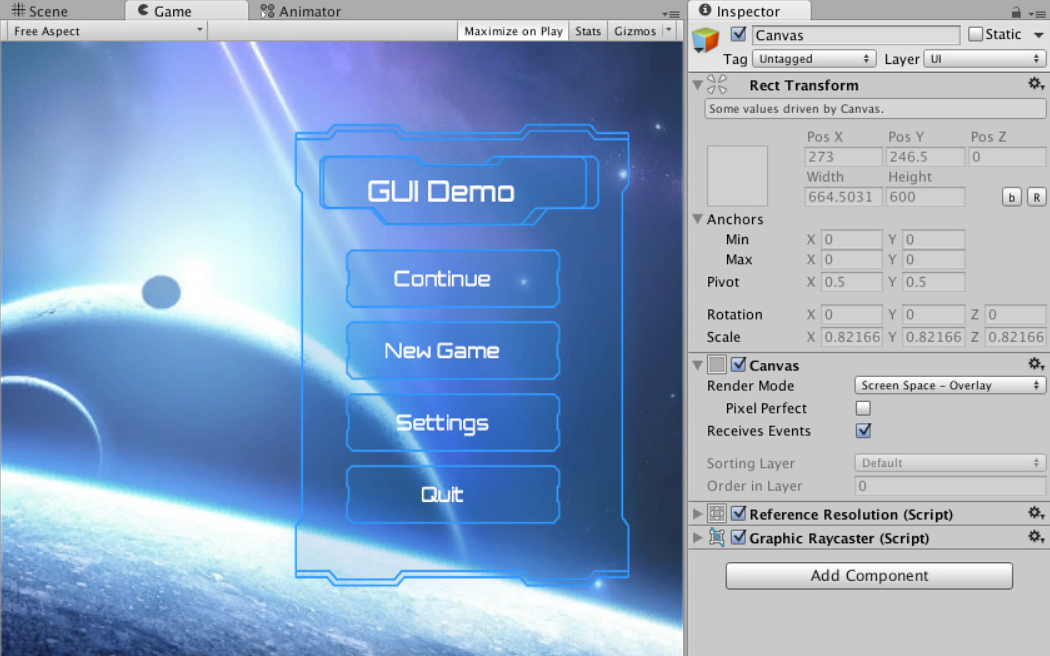 Scene Game Animator
Free Aspect Maximize on Play Stats Gizmos
GUI Demo
Continue
New Game
Settings
Quit
Inspector
Canvas Static
Tag Untagged Layer UI
Rect Transform
Some values driven by Canvas.
Pos X Pos Y Pos Z
273 246.5 0
Width Height
664.5031 600 b R
Anchors
Min X 0 Y 0
Max X 0 Y 0
Pivot X 0.5 Y 0.5
Rotation X 0 Y 0 Z 0
Scale X 0.82166 Y 0.82166 Z 0.82166
Canvas
Render Mode Screen Space - Overlay
Pixel Perfect
Receives Events
Sorting Layer Default
Order in Layer 0
Reference Resolution (Script)
Graphic Raycaster (Script)
Add Component